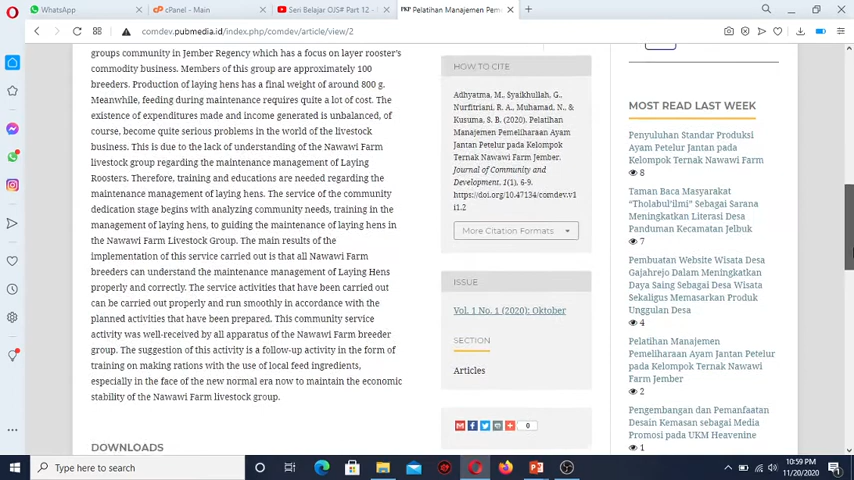 WhatsApp
cPanel - Main
Seri Belajar OJS# Part 12 -
PKP Pelatihan Manajemen Pem
comdev.pubmedia.id/index.php/comdev/article/view/2
groups community in Jember Regency which has a focus on layer rooster's
commodity business. Members of this group are approximately 100
breeders. Production of laying hens has a final weight of around 800 g.
Meanwhile, feeding during maintenance requires quite a lot of cost. The
existence of expenditures made and income generated is unbalanced, of
course, become quite serious problems in the world of the livestock
business. This is due to the lack of understanding of the Nawawi Farm
livestock group regarding the maintenance management of Laying
Roosters. Therefore, training and educations are needed regarding the
maintenance management of laying hens. The service of the community
dedication stage begins with analyzing community needs, training in the
management of laying hens, to guiding the maintenance of laying hens in
the Nawawi Farm Livestock Group. The main results of the
implementation of this service carried out is that all Nawawi Farm
breeders can understand the maintenance management of Laying Hens
properly and correctly. The service activities that have been carried out
can be carried out properly and run smoothly in accordance with the
planned activities that have been prepared. This community service
activity was well-received by all apparatus of the Nawawi Farm breeder
group. The suggestion of this activity is a follow-up activity in the form of
training on making rations with the use of local feed ingredients,
especially in the face of the new normal era now to maintain the economic
stability of the Nawawi Farm livestock group.
DOWNLOADS
HOW TO CITE
Adhyatma, M., Syaikhullah, G.,
Nurfitriani, R. A., Muhamad, N., &
Kusuma, S. B. (2020). Pelatihan
Manajemen Pemeliharaan Ayam
Jantan Petelur pada Kelompok
Ternak Nawawi Farm Jember.
Journal of Community and
Development, 1(1), 6-9.
https://doi.org/10.47134/comdev.v1
i1.2
More Citation Formats
ISSUE
Vol. 1 No. 1 (2020): Oktober
SECTION
Articles
0
MOST READ LAST WEEK
Penyuluhan Standar Produksi
Ayam Petelur Jantan pada
Kelompok Ternak Nawawi Farm
8
Taman Baca Masyarakat
“Tholabul'ilmi” Sebagai Sarana
Meningkatkan Literasi Desa
Panduman Kecamatan Jelbuk
7
Pembuatan Website Wisata Desa
Gajahrejo Dalam Meningkatkan
Daya Saing Sebagai Desa Wisata
Sekaligus Memasarkan Produk
Unggulan Desa
4
Pelatihan Manajemen
Pemeliharaan Ayam Jantan Petelur
pada Kelompok Ternak Nawawi
Farm Jember
2
Pengembangan dan Pemanfaatan
Desain Kemasan sebagai Media
Promosi pada UKM Heavenine
1
Type here to search
10:59 PM
11/20/2020